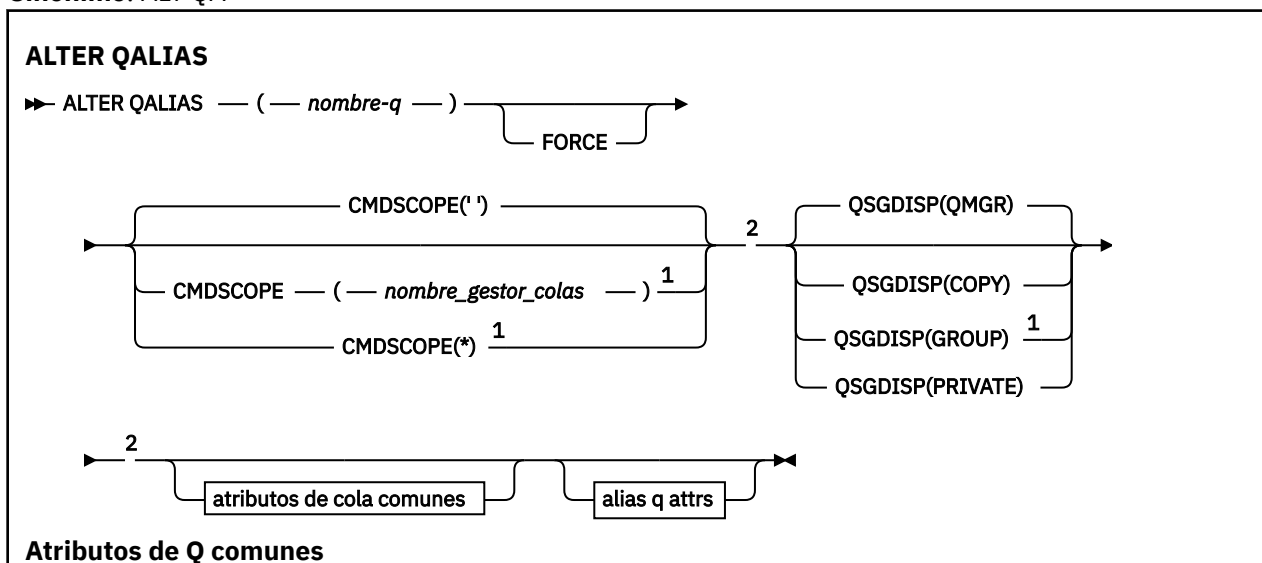 ALTER QALIAS
ALTER QALIAS ( nombre-q )
FORCE
CMDSCOPE(' ')
CMDSCOPE ( nombre_gestor_colas ) 1
CMDSCOPE(*) 1
2
QSGDISP(QMGR)
QSGDISP(COPY)
QSGDISP(GROUP) 1
QSGDISP(PRIVATE)
2
atributos de cola comunes
alias q attrs
Atributos de Q comunes